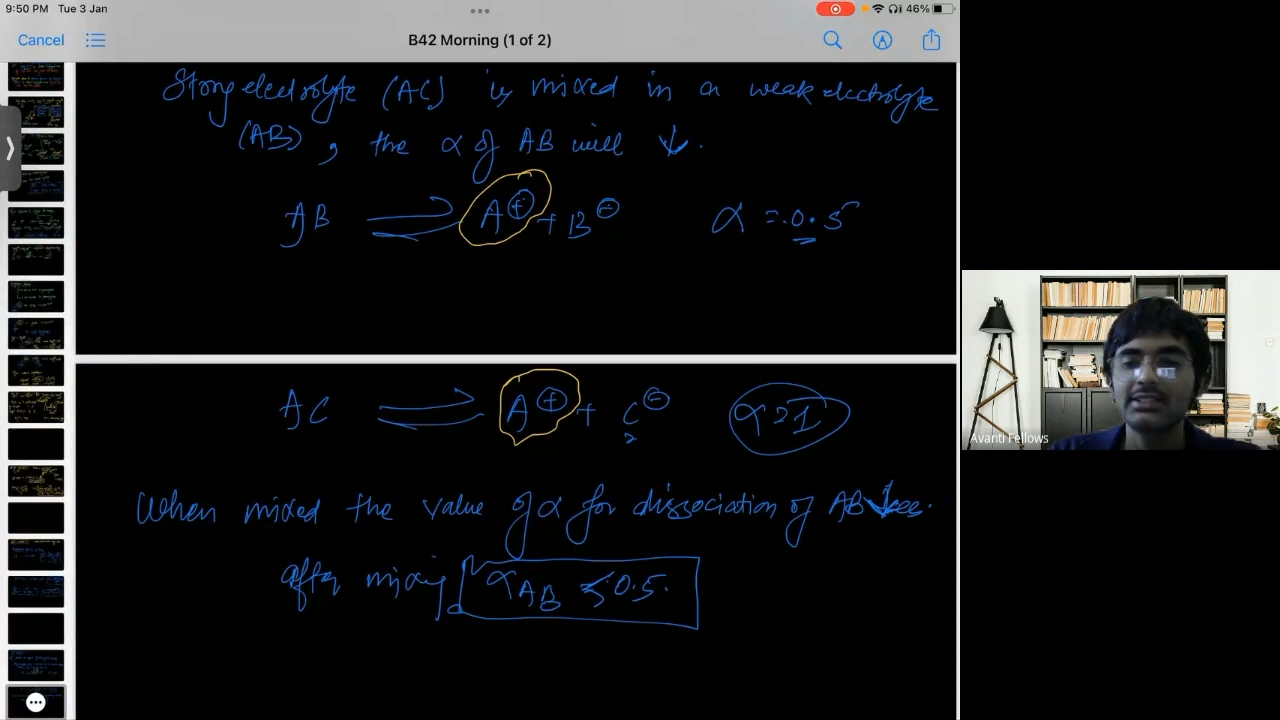 9:50 PM Tue 3 Jan
46%
Cancel
B42 Morning (1 of 2)
Strong electrolyte (AC) is mixed in a weak electrolyte
(AB), the α of AB will ↓.
AB ⇌ A⊕ + B⊖ α = 0.5
AC ⇌ A⊕ + C⊖ α ≥ 1
When mixed the value of α for dissociation of AB ↓ses.
after mixing α AB < 0.5.
Avanti Fellows